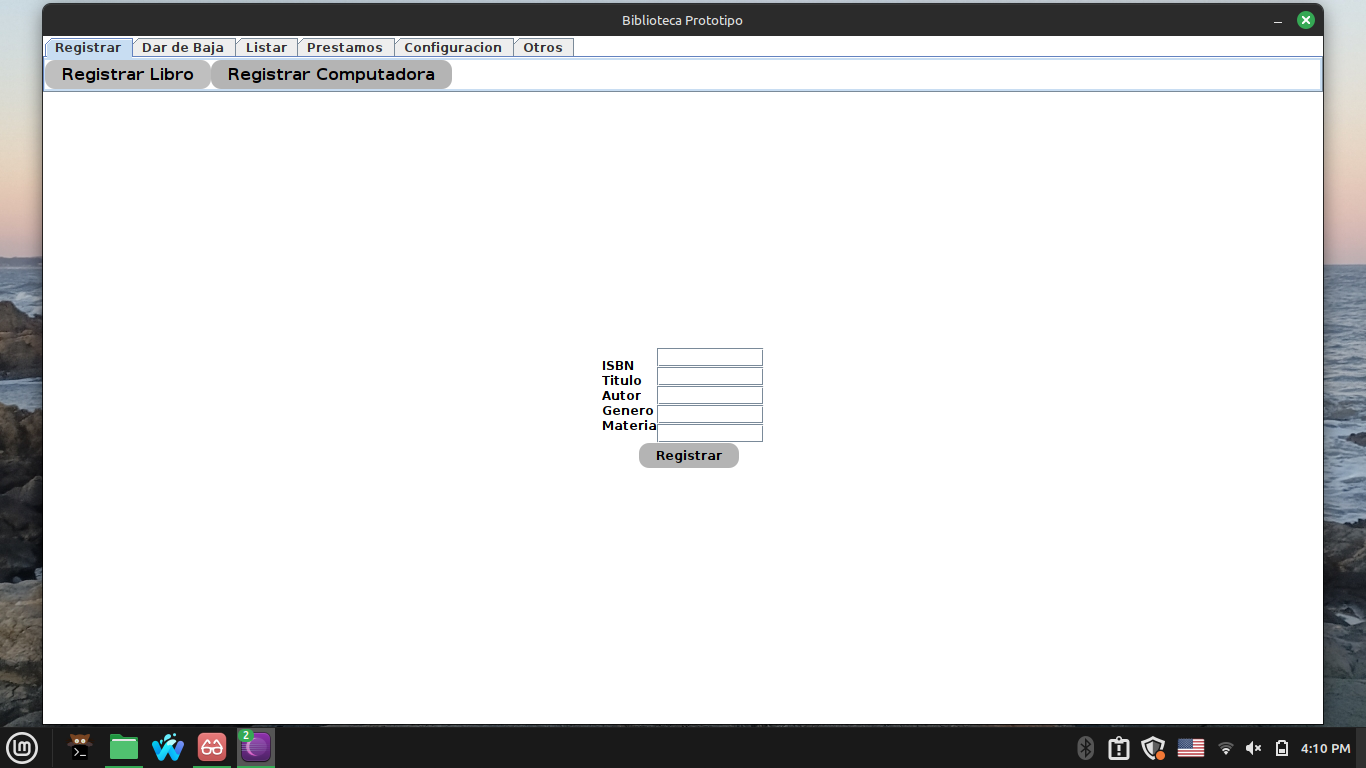 Biblioteca Prototipo
Registrar Dar de Baja Listar Prestamos Configuracion Otros
Registrar Libro Registrar Computadora
ISBN
Titulo
Autor
Genero
Materia
Registrar
2
4:10 PM